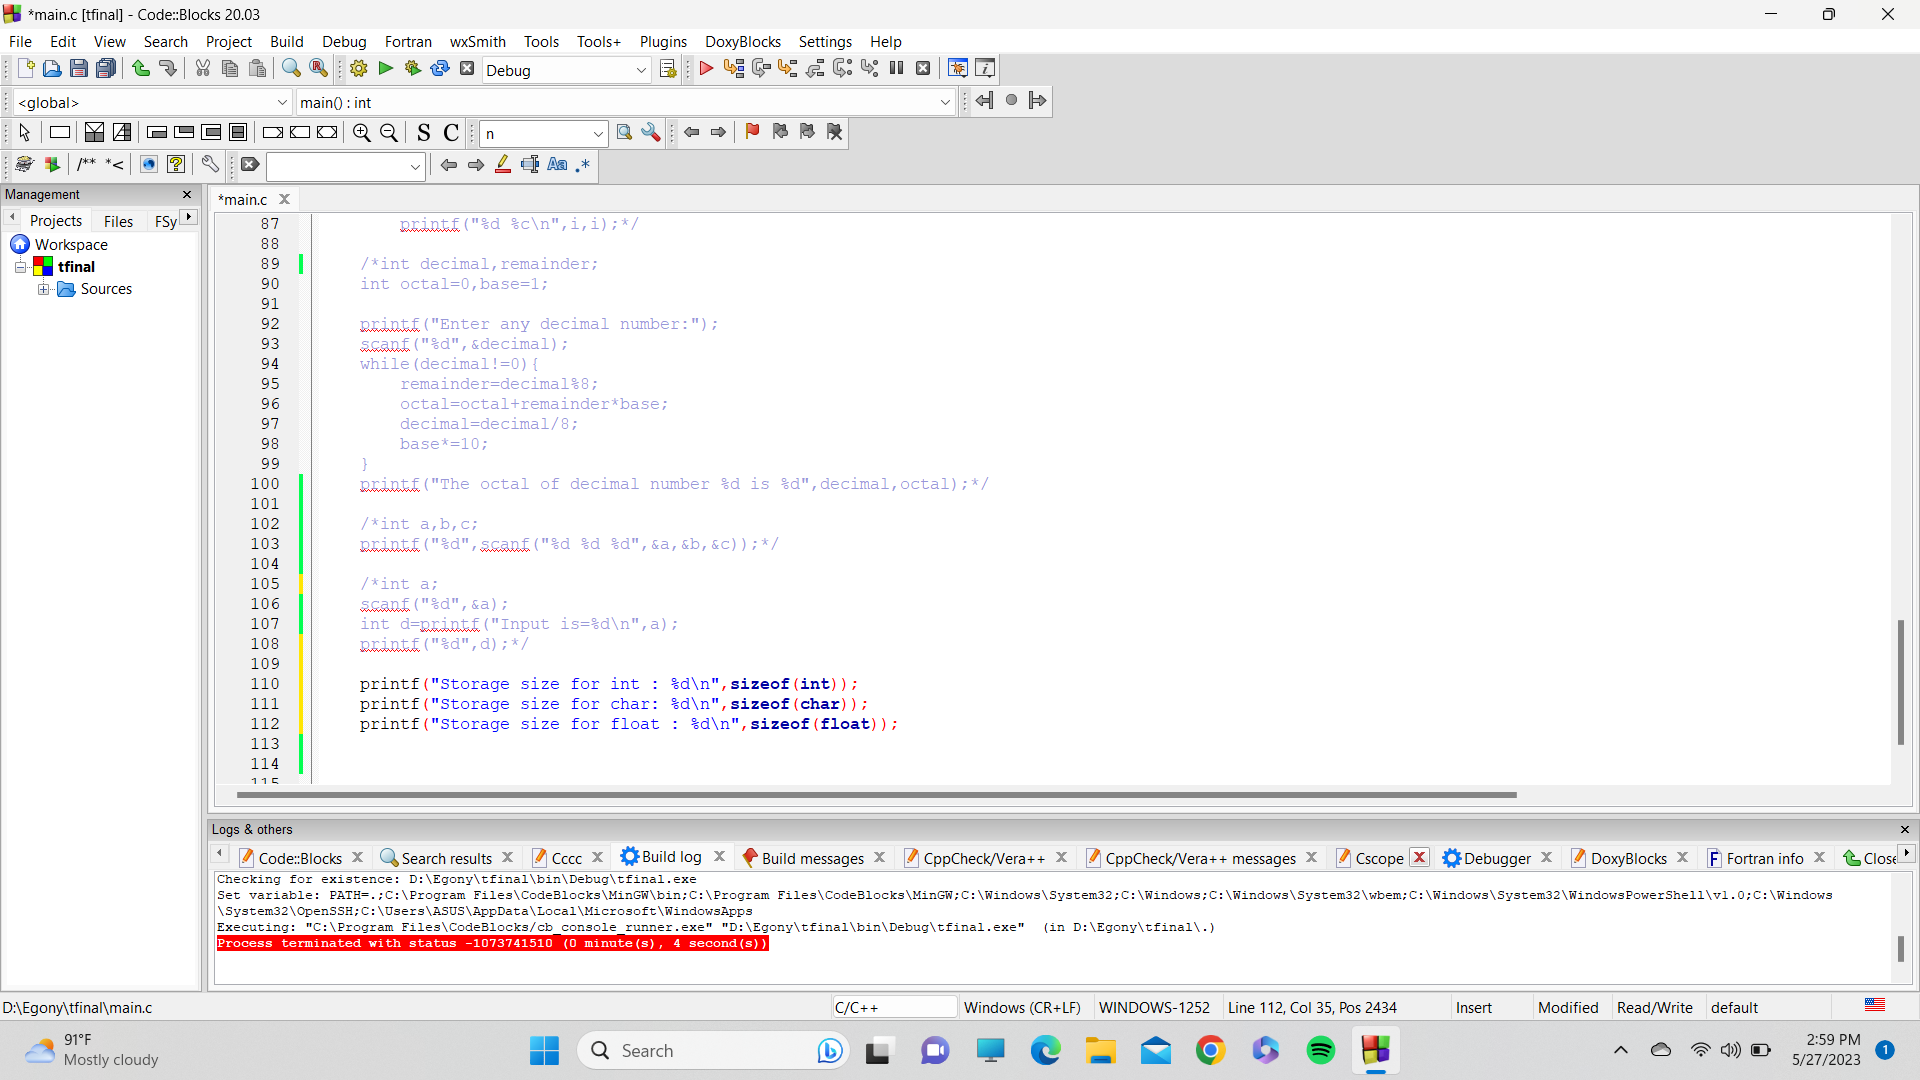 *main.c [tfinal] - Code::Blocks 20.03
File Edit View Search Project Build Debug Fortran wxSmith Tools Tools+ Plugins DoxyBlocks Settings Help
Debug
<global> main() : int
S C n
/** *< Aa .*
Management
*main.c
Projects Files FSy
Workspace
tfinal
Sources
87 printf("%d %c\n",i,i);*/
88
89 /*int decimal,remainder;
90 int octal=0,base=1;
91
92 printf("Enter any decimal number:");
93 scanf("%d",&decimal);
94 while(decimal!=0){
95 remainder=decimal%8;
96 octal=octal+remainder*base;
97 decimal=decimal/8;
98 base*=10;
99 }
100 printf("The octal of decimal number %d is %d",decimal,octal);*/
101
102 /*int a,b,c;
103 printf("%d",scanf("%d %d %d",&a,&b,&c));*/
104
105 /*int a;
106 scanf("%d",&a);
107 int d=printf("Input is=%d\n",a);
108 printf("%d",d);*/
109
110 printf("Storage size for int : %d\n",sizeof(int));
111 printf("Storage size for char: %d\n",sizeof(char));
112 printf("Storage size for float : %d\n",sizeof(float));
113
114
115
Logs & others
Code::Blocks Search results Cccc Build log Build messages CppCheck/Vera++ CppCheck/Vera++ messages Cscope Debugger DoxyBlocks Fortran info Close
Checking for existence: D:\Egony\tfinal\bin\Debug\tfinal.exe
Set variable: PATH=.;C:\Program Files\CodeBlocks\MinGW\bin;C:\Program Files\CodeBlocks\MinGW;C:\Windows\System32;C:\Windows;C:\Windows\System32\wbem;C:\Windows\System32\WindowsPowerShell\v1.0;C:\Windows
\System32\OpenSSH;C:\Users\ASUS\AppData\Local\Microsoft\WindowsApps
Executing: "C:\Program Files\CodeBlocks/cb_console_runner.exe" "D:\Egony\tfinal\bin\Debug\tfinal.exe" (in D:\Egony\tfinal\.)
Process terminated with status -1073741510 (0 minute(s), 4 second(s))
D:\Egony\tfinal\main.c C/C++ Windows (CR+LF) WINDOWS-1252 Line 112, Col 35, Pos 2434 Insert Modified Read/Write default
91°F
Mostly cloudy
Search
2:59 PM
5/27/2023
1